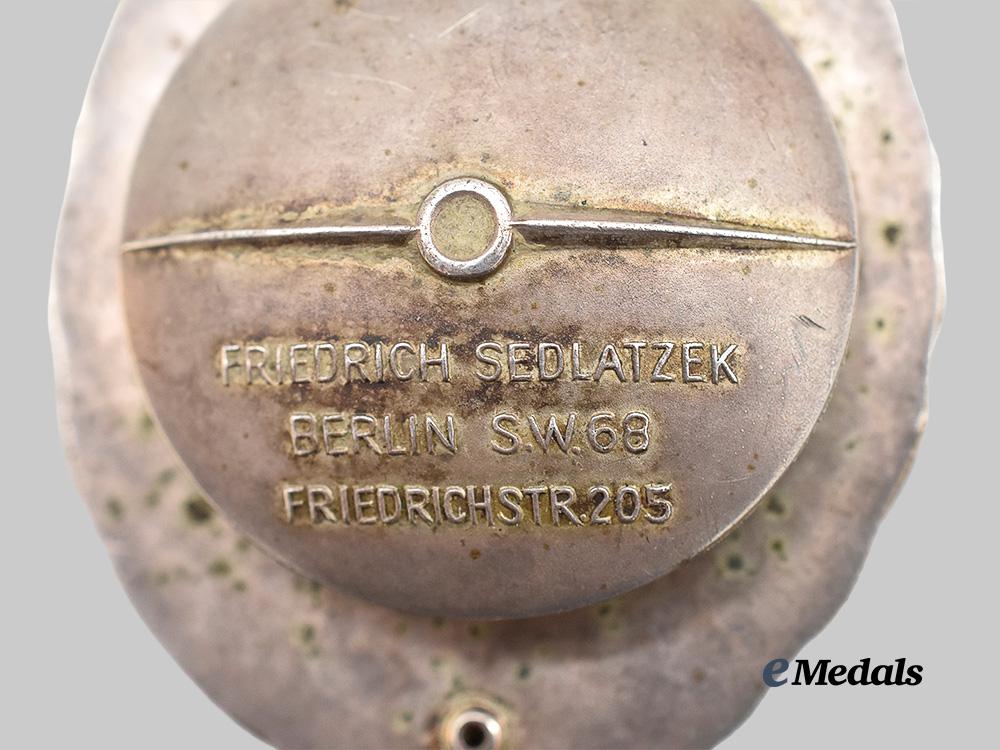 FRIEDRICH SEDLATZEK
BERLIN S.W.68
FRIEDRICHSTR.205
eMedals